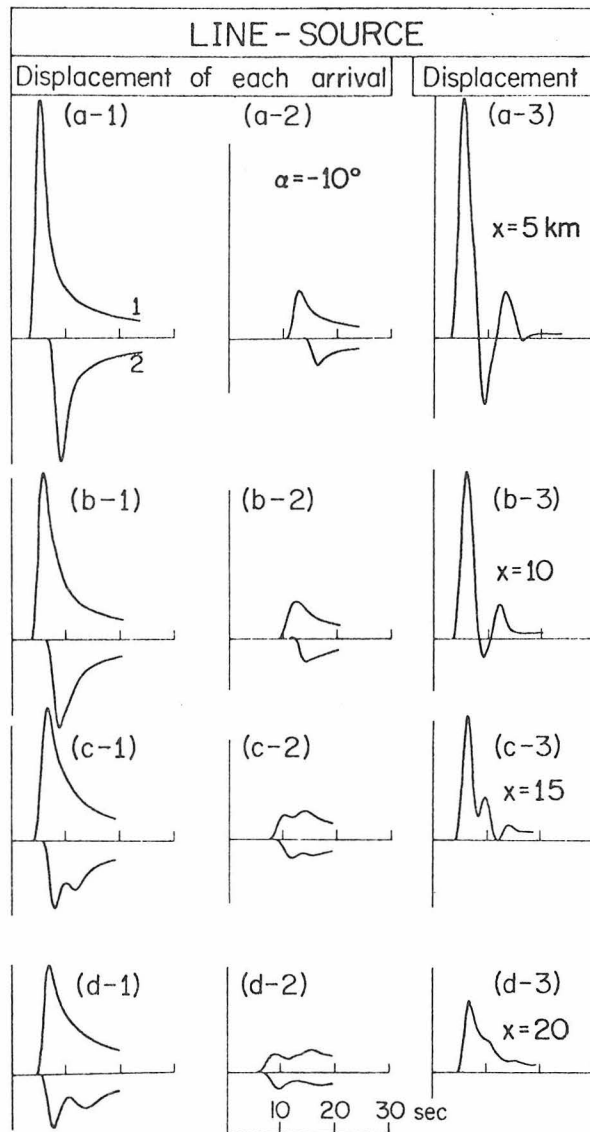 LINE-SOURCE
Displacement of each arrival Displacement
(a-1) (a-2) (a-3)
α=-10°
x=5 km
1
2
(b-1) (b-2) (b-3)
x=10
(c-1) (c-2) (c-3)
x=15
(d-1) (d-2) (d-3)
x=20
10 20 30 sec